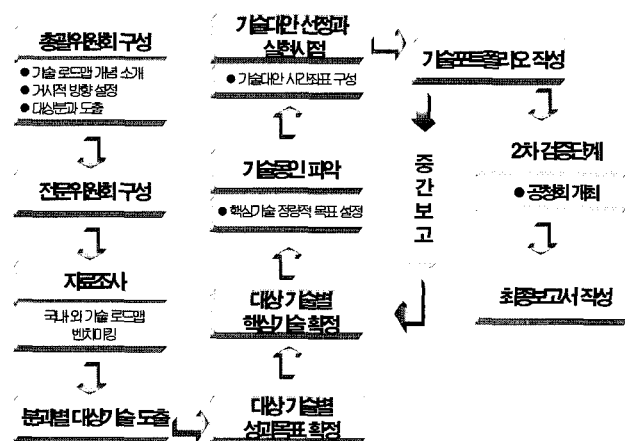 총괄위원회 구성
● 기술 로드맵 개념 소개
● 거시적 방향 설정
● 대상분과 도출
전문위원회 구성
자료조사
국내외 기술 로드맵
벤치마킹
분과별 대상기술 도출
대상 기술별
성과목표 확정
대상 기술별
핵심기술 확정
기술동인 파악
● 핵심기술 정량적 목표 설정
기술대안 선정과
실현시점
● 기술대안 시간좌표 구성
기술포트폴리오 작성
중간보고
2차 검증단계
● 공청회 개최
최종보고서 작성